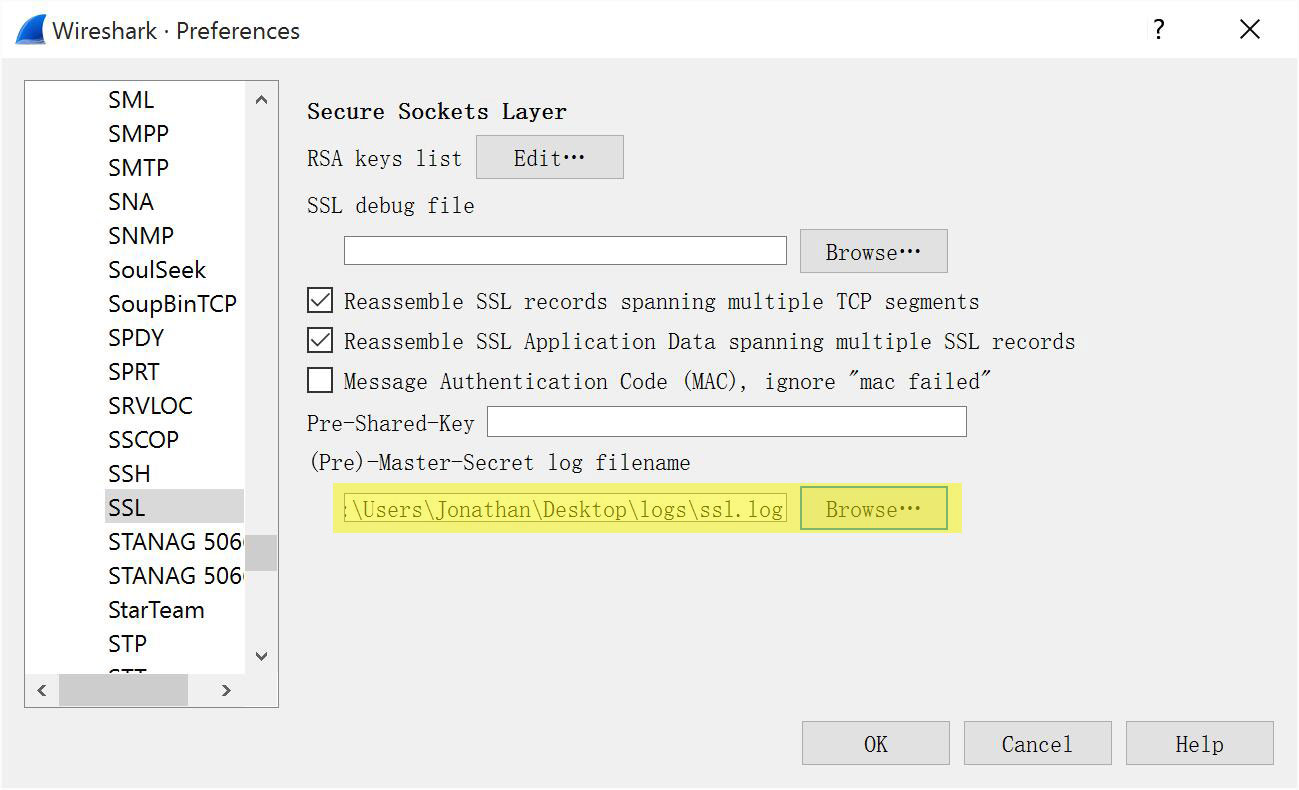 Wireshark · Preferences
?
SML
SMPP
SMTP
SNA
SNMP
SoulSeek
SoupBinTCP
SPDY
SPRT
SRVLOC
SSCOP
SSH
SSL
STANAG 506
STANAG 506
StarTeam
STP
Secure Sockets Layer
RSA keys list Edit…
SSL debug file
Browse…
Reassemble SSL records spanning multiple TCP segments
Reassemble SSL Application Data spanning multiple SSL records
Message Authentication Code (MAC), ignore "mac failed"
Pre-Shared-Key
(Pre)-Master-Secret log filename
:\Users\Jonathan\Desktop\logs\ssl.log Browse…
OK Cancel Help